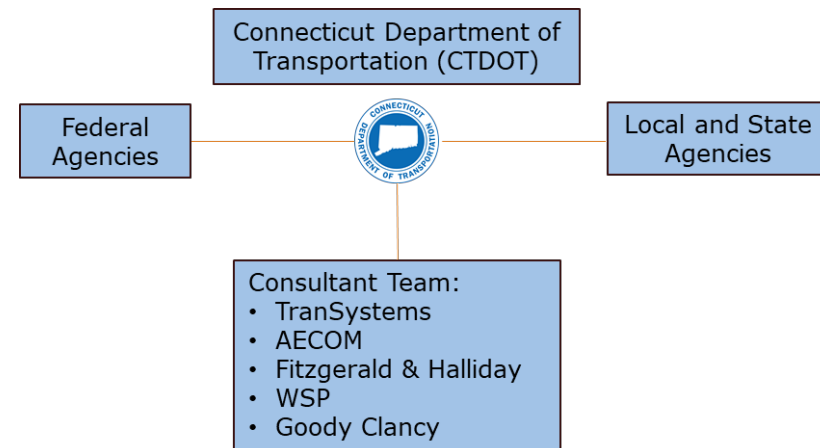 Connecticut Department of
Transportation (CTDOT)
Federal
Agencies
CONNECTICUT
DEPARTMENT OF TRANSPORTATION
Local and State
Agencies
Consultant Team:
• TranSystems
• AECOM
• Fitzgerald & Halliday
• WSP
• Goody Clancy